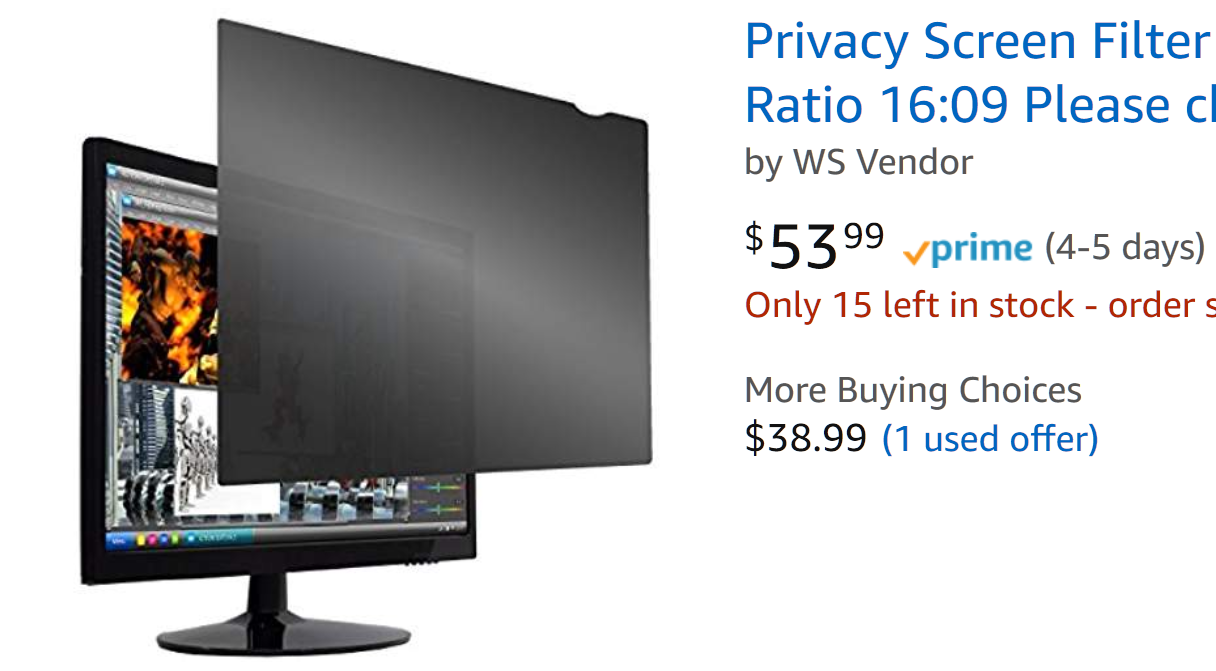 Privacy Screen Filter
Ratio 16:09 Please
by WS Vendor
$53 99 prime (4-5 days)
Only 15 left in stock - order
More Buying Choices
$38.99 (1 used offer)